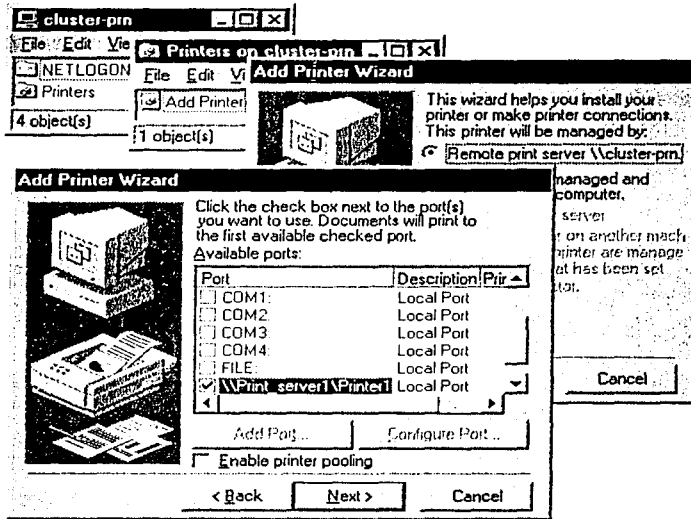 cluster-prn
File Edit Vie
NETLOGON
Printers
4 object(s)
Printers on cluster-prn
File Edit Vi
Add Printer
1 object(s)
Add Printer Wizard
This wizard helps you install your
printer or make printer connections.
This printer will be managed by:
Remote print server \\cluster-prn.
managed and
computer.
server
on another mach
printer are manage
at has been set
tor.
Cancel
Add Printer Wizard
Click the check box next to the port(s)
you want to use. Documents will print to
the first available checked port.
Available ports:
Port Description Prir
COM1: Local Port
COM2: Local Port
COM3: Local Port
COM4: Local Port
FILE: Local Port
\\Print_server1\Printer1 Local Port
Add Port... Configure Port...
Enable printer pooling
< Back Next > Cancel